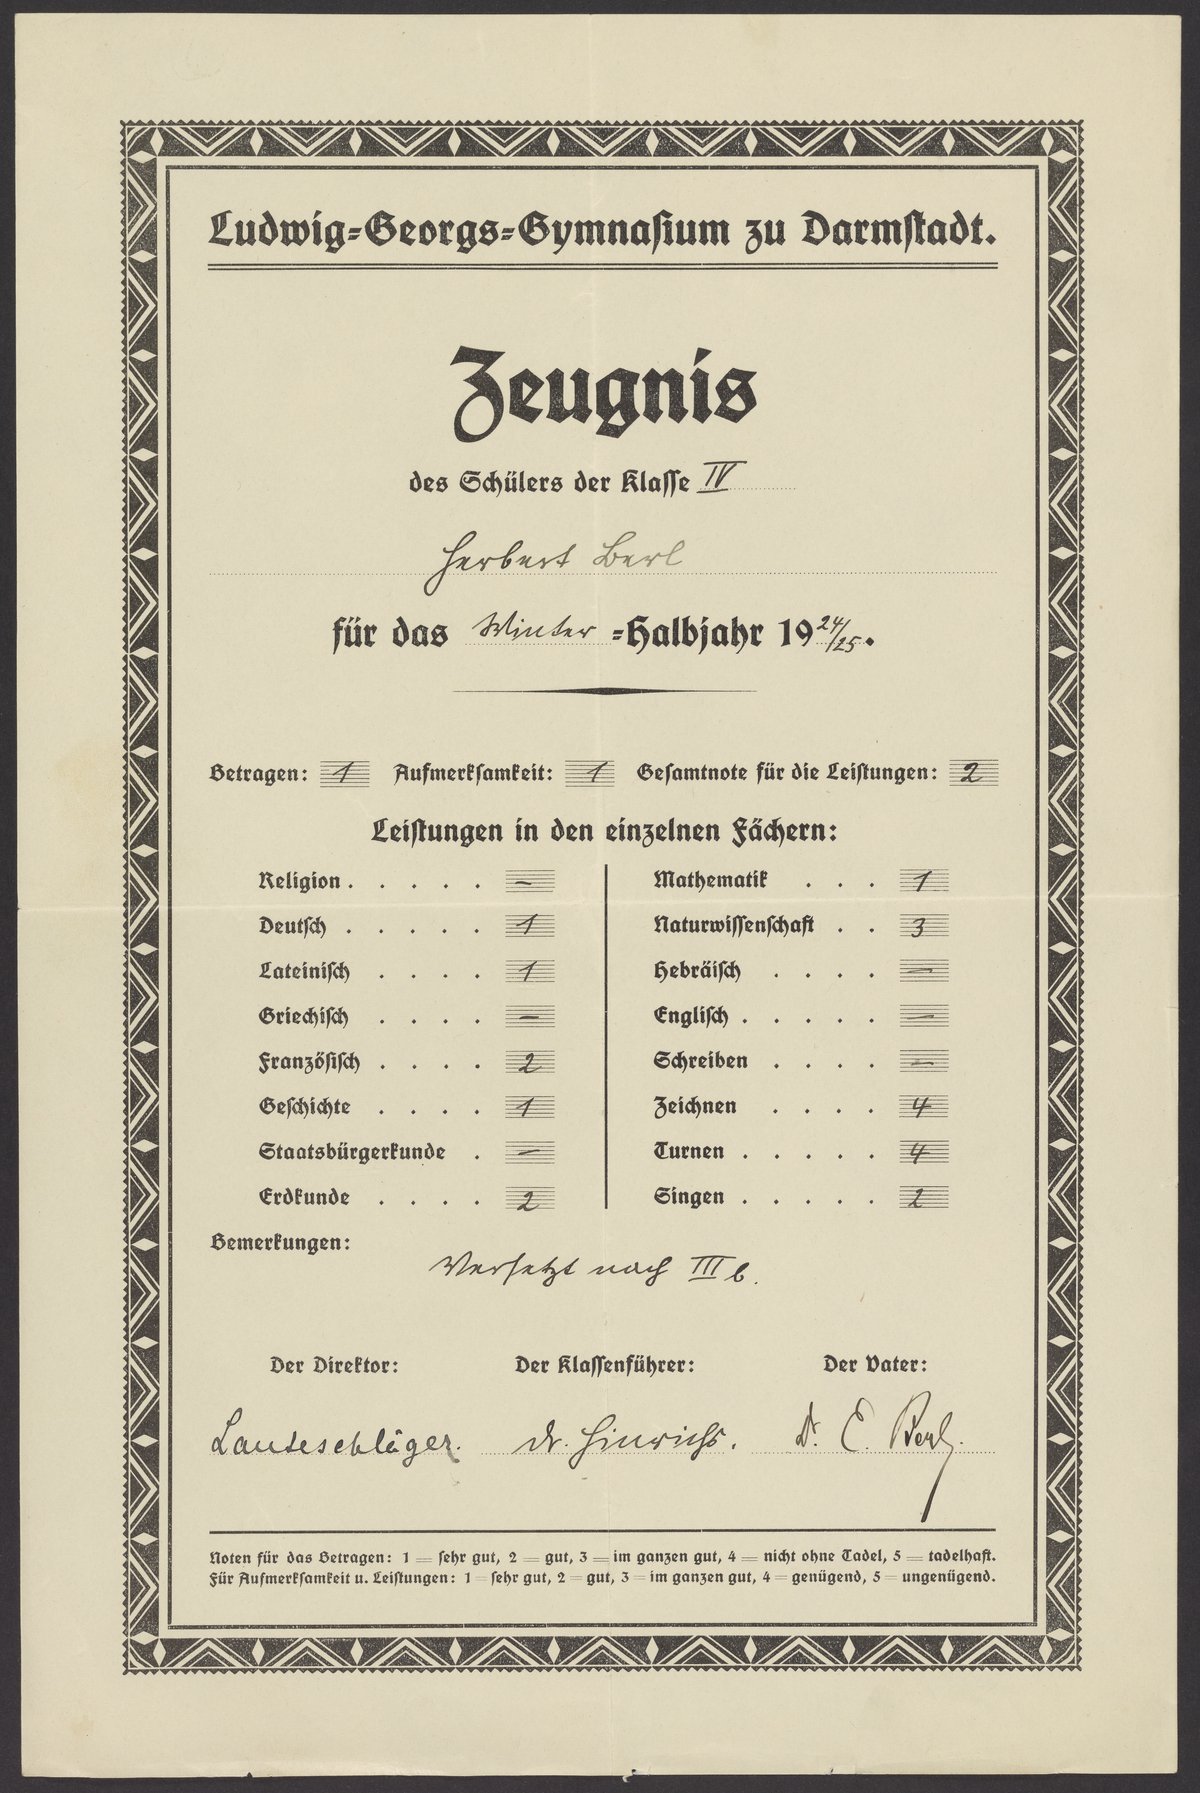 Ludwig=Georgs=Gymnasium zu Darmstadt.
Zeugnis
des Schülers der Klasse IV
Herbert Berl
für das Winter=Halbjahr 1924/25.
Betragen: 1 Aufmerksamkeit: 1 Gesamtnote für die Leistungen: 2
Leistungen in den einzelnen Fächern:
Religion . . . . . –
Deutsch . . . . . 1
Lateinisch . . . . 1
Griechisch . . . . –
Französisch . . . . 2
Geschichte . . . . 1
Staatsbürgerkunde . –
Erdkunde . . . . 2
Mathematik . . . 1
Naturwissenschaft . . 3
Hebräisch . . . . –
Englisch . . . . . –
Schreiben . . . . –
Zeichnen . . . . 4
Turnen . . . . . 4
Singen . . . . . 2
Bemerkungen:
Versetzt nach III b.
Der Direktor: Der Klassenführer: Der Vater:
Lauteschläger. Dr. Hinrichs. Dr. E. Berl.
Noten für das Betragen: 1 = sehr gut, 2 = gut, 3 = im ganzen gut, 4 = nicht ohne Tadel, 5 = tadelhaft.
Für Aufmerksamkeit u. Leistungen: 1 = sehr gut, 2 = gut, 3 = im ganzen gut, 4 = genügend, 5 = ungenügend.